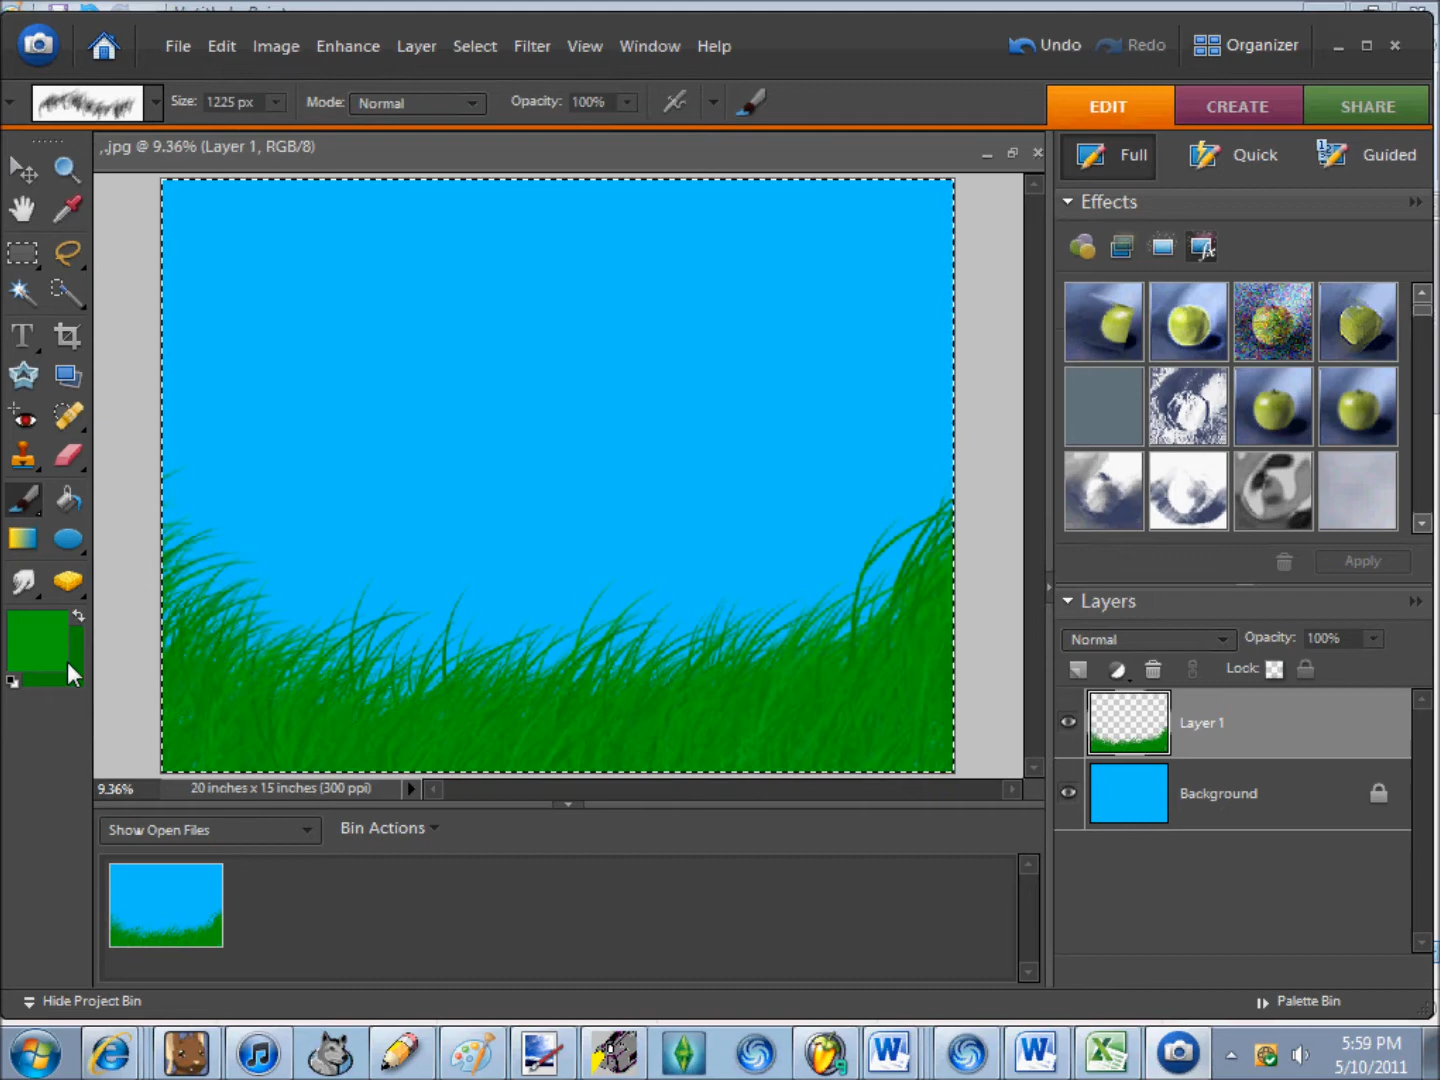 File Edit Image Enhance Layer Select Filter View Window Help
Undo Redo Organizer
Size: 1225 px Mode: Normal Opacity: 100%
EDIT CREATE SHARE
,.jpg @ 9.36% (Layer 1, RGB/8)
Full Quick Guided
Effects
Apply
Layers
Normal Opacity: 100%
Lock:
Layer 1
Background
9.36% 20 inches x 15 inches (300 ppi)
Show Open Files Bin Actions
Hide Project Bin
Palette Bin
5:59 PM
5/10/2011